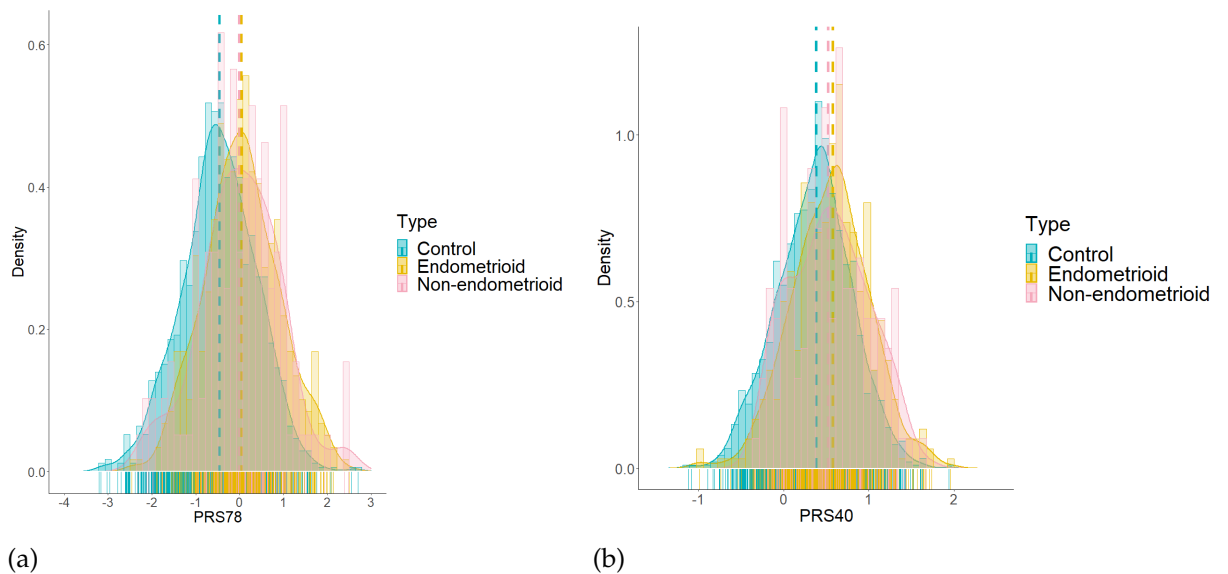 0.6
0.4
0.2
0.0
Density
-4 -3 -2 -1 0 1 2 3
PRS78
Type
Control
Endometrioid
Non-endometrioid
(a)
1.0
0.5
0.0
Density
-1 0 1 2
PRS40
Type
Control
Endometrioid
Non-endometrioid
(b)